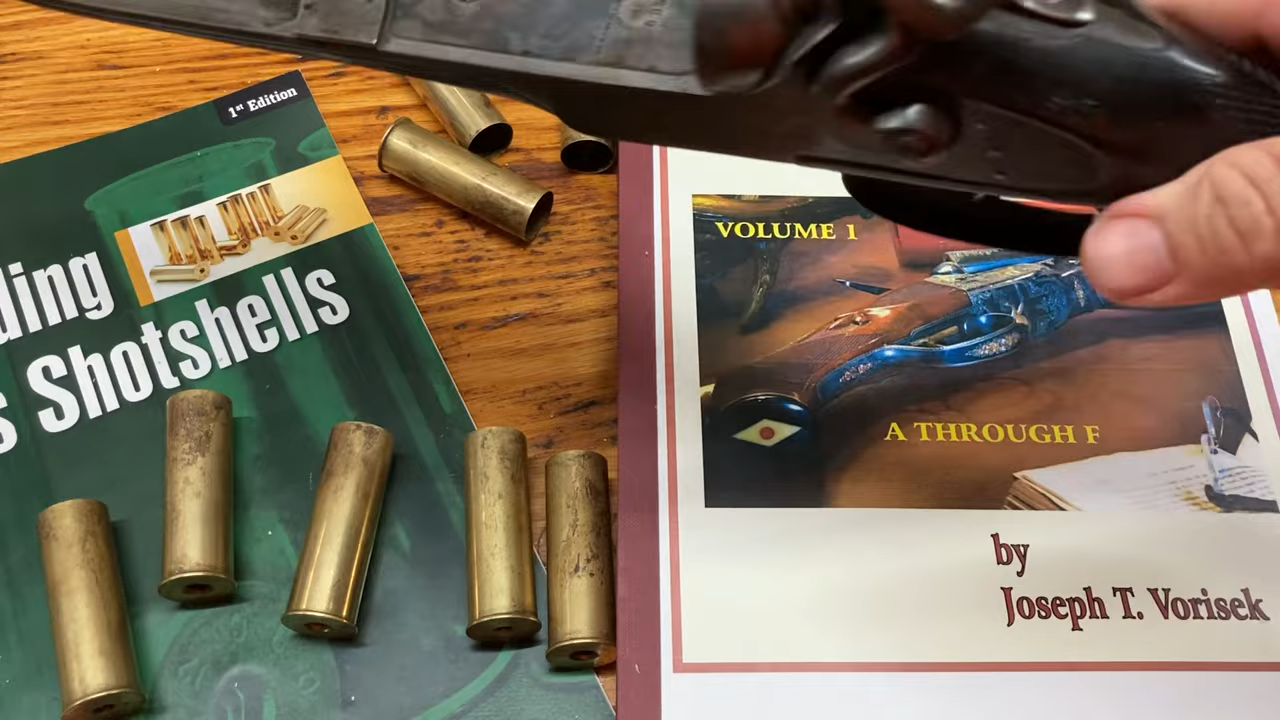 1st Edition
ding
s Shotshells
VOLUME 1
A THROUGH F
by
Joseph T. Vorisek